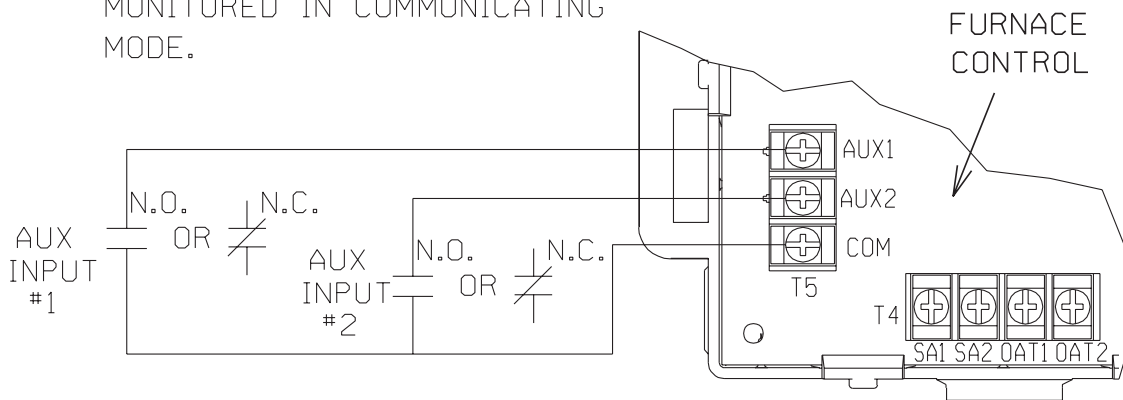 MONITORED IN COMMUNICATING
MODE.
FURNACE
CONTROL
AUX1
N.O.
OR
N.C.
AUX2
AUX
INPUT
#1
AUX
INPUT
#2
N.O.
OR
N.C.
COM
T5
T4
SA1 SA2 OAT1 OAT2